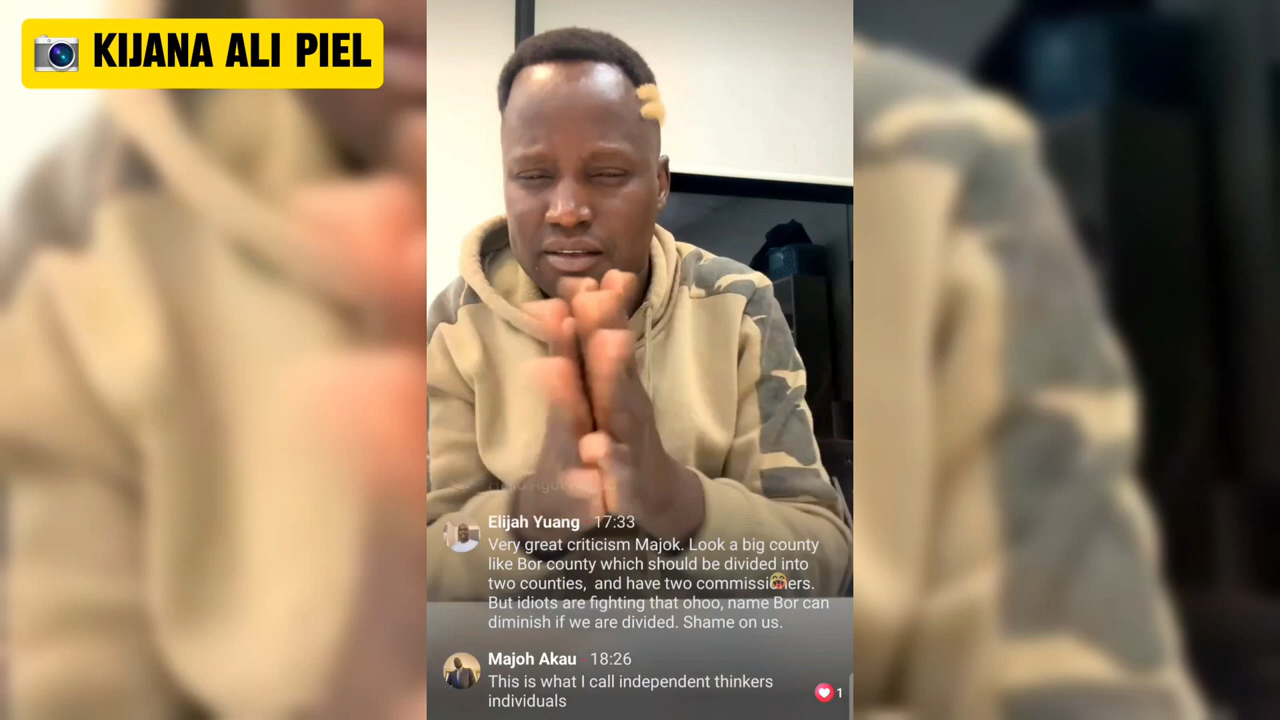 KIJANA ALI PIEL
Elijah Yuang 17:33
Very great criticism Majok. Look a big county
like Bor county which should be divided into
two counties, and have two commissioners.
But idiots are fighting that ohoo, name Bor can
diminish if we are divided. Shame on us.
Majoh Akau 18:26
This is what I call independent thinkers
individuals
1